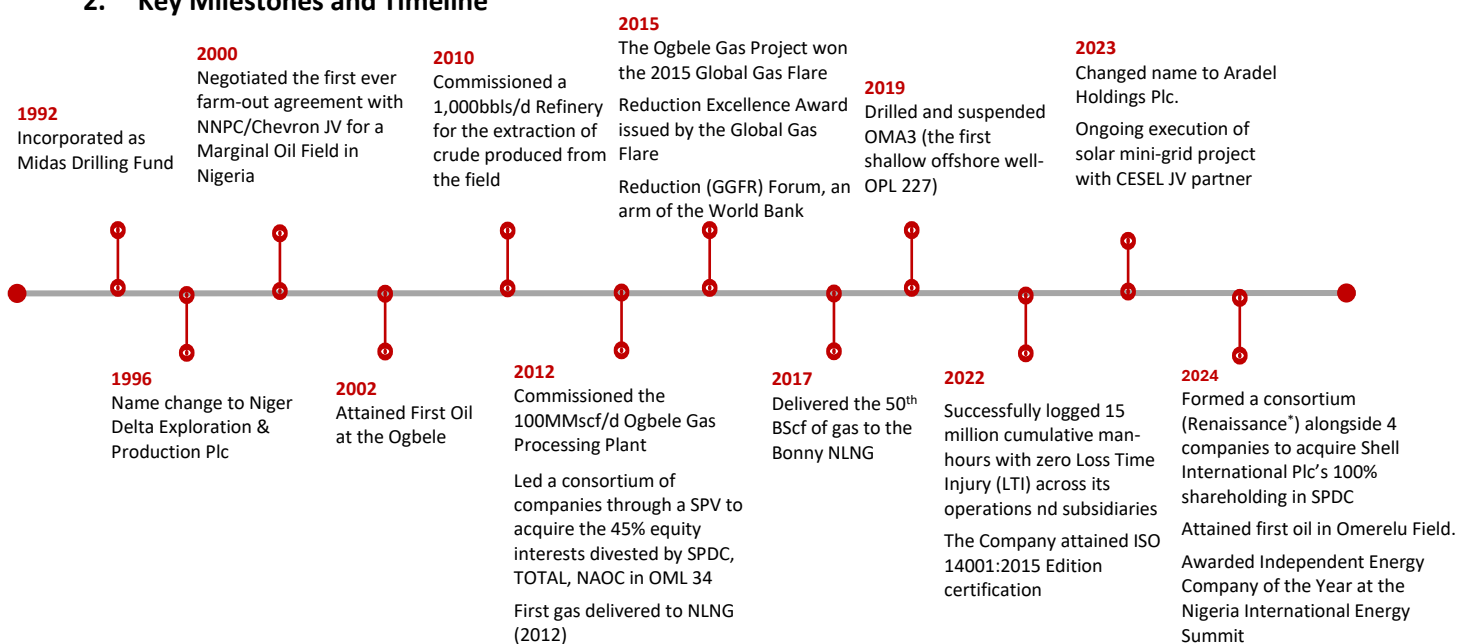 2. Key Milestones and Timeline
1992
Incorporated as
Midas Drilling Fund
1996
Name change to Niger
Delta Exploration &
Production Plc
2000
Negotiated the first ever
farm-out agreement with
NNPC/Chevron JV for a
Marginal Oil Field in
Nigeria
2002
Attained First Oil
at the Ogbele
2010
Commissioned a
1,000bbls/d Refinery
for the extraction of
crude produced from
the field
2012
Commissioned the
100MMscf/d Ogbele Gas
Processing Plant
Led a consortium of
companies through a SPV to
acquire the 45% equity
interests divested by SPDC,
TOTAL, NAOC in OML 34
First gas delivered to NLNG
(2012)
2015
The Ogbele Gas Project won
the 2015 Global Gas Flare
Reduction Excellence Award
issued by the Global Gas
Flare
Reduction (GGFR) Forum, an
arm of the World Bank
2017
Delivered the 50th
BScf of gas to the
Bonny NLNG
2019
Drilled and suspended
OMA3 (the first
shallow offshore well-
OPL 227)
2022
Successfully logged 15
million cumulative man-
hours with zero Loss Time
Injury (LTI) across its
operations nd subsidiaries
The Company attained ISO
14001:2015 Edition
certification
2023
Changed name to Aradel
Holdings Plc.
Ongoing execution of
solar mini-grid project
with CESEL JV partner
2024
Formed a consortium
(Renaissance*) alongside 4
companies to acquire Shell
International Plc's 100%
shareholding in SPDC
Attained first oil in Omerelu Field.
Awarded Independent Energy
Company of the Year at the
Nigeria International Energy
Summit